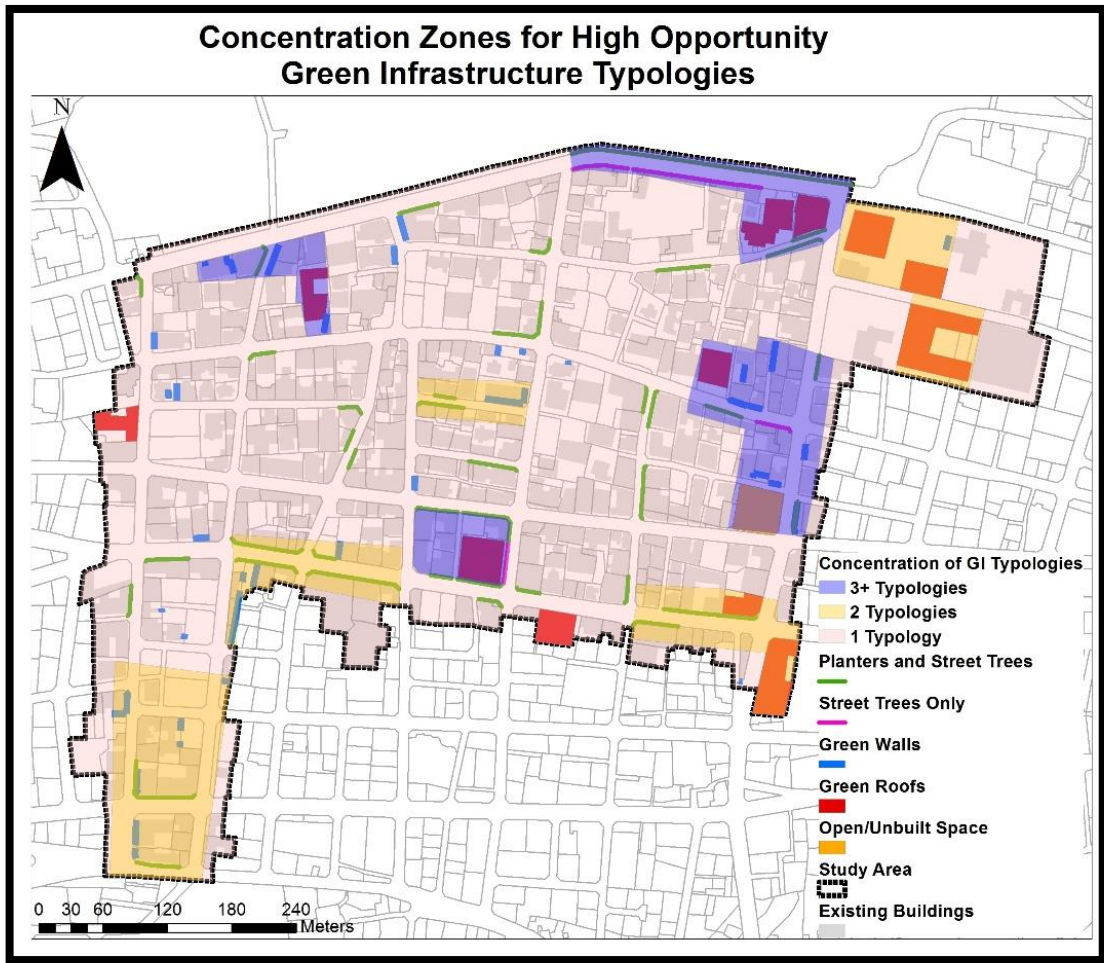 Concentration Zones for High Opportunity
Green Infrastructure Typologies
N
Concentration of GI Typologies
3+ Typologies
2 Typologies
1 Typology
Planters and Street Trees
Street Trees Only
Green Walls
Green Roofs
Open/Unbuilt Space
Study Area
Existing Buildings
0 30 60 120 180 240
Meters